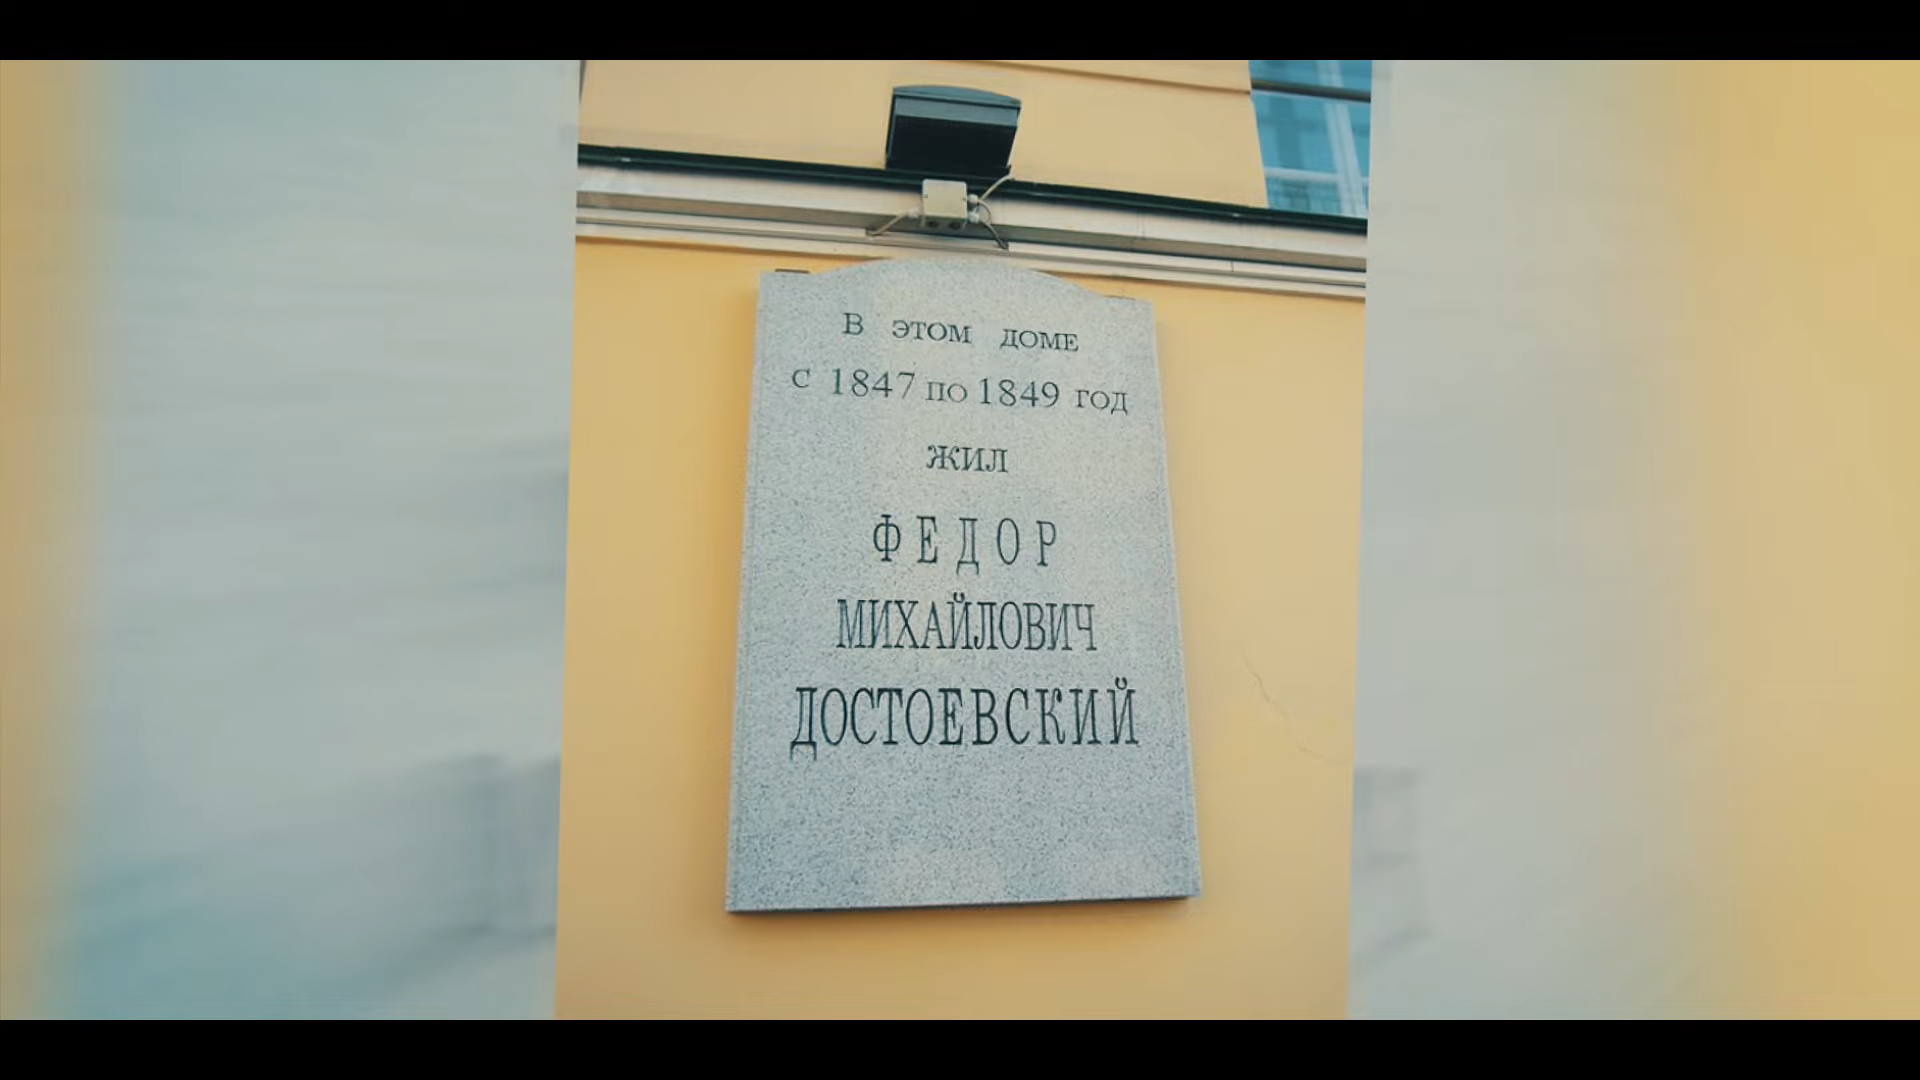 В ЭТОМ ДОМЕ
С 1847 ПО 1849 ГОД
ЖИЛ
ФЕДОР
МИХАЙЛОВИЧ
ДОСТОЕВСКИЙ